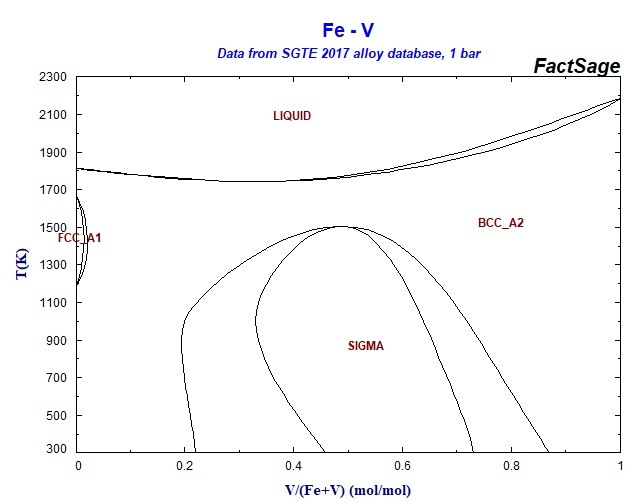 Fe - V
Data from SGTE 2017 alloy database, 1 bar
FactSage
2300
2100
1900
1700
1500
1300
1100
900
700
500
300
T(K)
LIQUID
BCC_A2
FCC_A1
SIGMA
0
0.2
0.4
0.6
0.8
1
V/(Fe+V) (mol/mol)